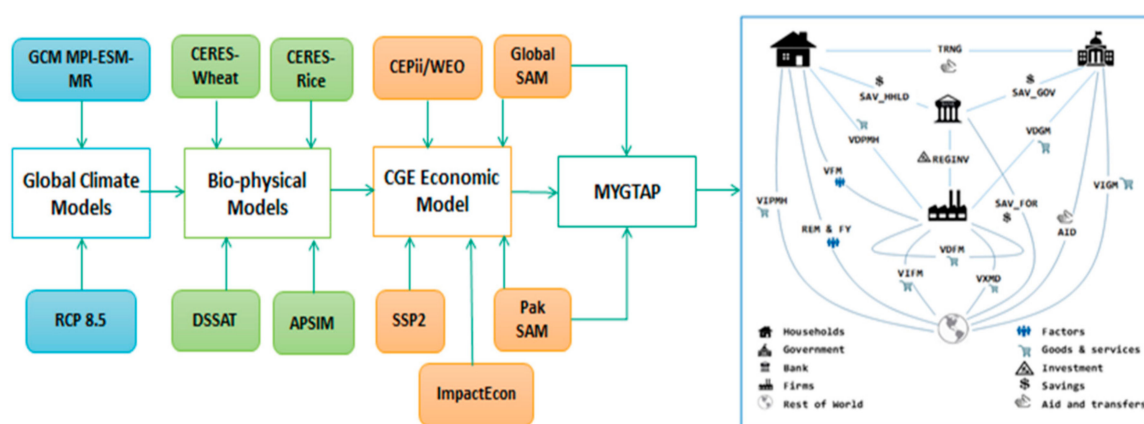 GCM MPI-ESM-
MR
CERES-
Wheat
CERES-
Rice
CEPii/WEO
Global
SAM
Global Climate
Models
Bio-physical
Models
CGE Economic
Model
MYGTAP
RCP 8.5
DSSAT
APSIM
SSP2
Pak
SAM
ImpactEcon
TRNG
$
SAV_HHLD
$
SAV_GOV
VDPMH
VDGM
REGINV
VFM
VIPMH
VIGM
SAV_FOR
$
AID
REM & FY
VDFM
VIFM
VXMD
Households
Government
Bank
Firms
Rest of World
Factors
Goods & services
Investment
$ Savings
Aid and transfers